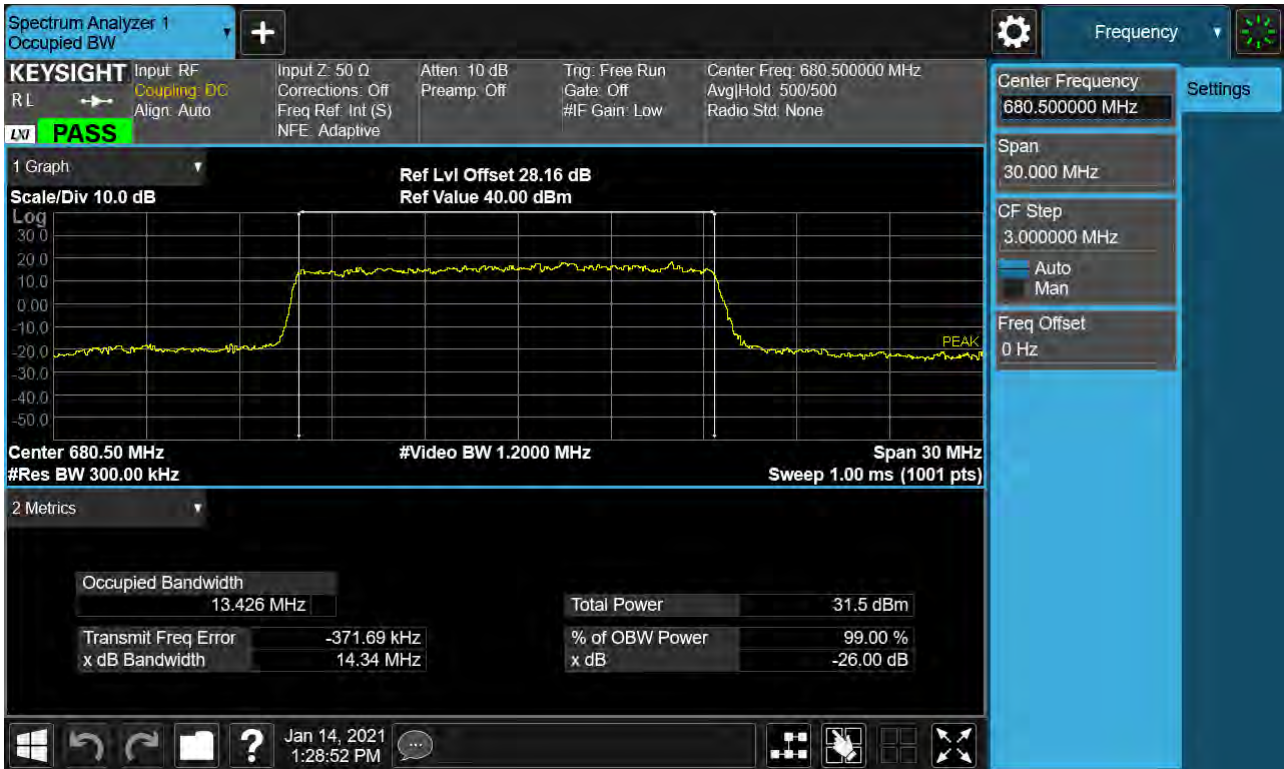 Spectrum Analyzer 1
Occupied BW
Frequency
KEYSIGHT
R L
LXI
PASS
Input: RF
Coupling: DC
Align: Auto
Input Z: 50 Ω
Corrections: Off
Freq Ref: Int (S)
NFE: Adaptive
Atten: 10 dB
Preamp: Off
Trig: Free Run
Gate: Off
#IF Gain: Low
Center Freq: 680.500000 MHz
Avg|Hold: 500/500
Radio Std: None
Center Frequency
680.500000 MHz
Settings
Span
30.000 MHz
CF Step
3.000000 MHz
Auto
Man
Freq Offset
0 Hz
1 Graph
Scale/Div 10.0 dB
Ref Lvl Offset 28.16 dB
Ref Value 40.00 dBm
Log
30.0
20.0
10.0
0.00
-10.0
-20.0
-30.0
-40.0
-50.0
PEAK
Center 680.50 MHz
#Video BW 1.2000 MHz
Span 30 MHz
#Res BW 300.00 kHz
Sweep 1.00 ms (1001 pts)
2 Metrics
Occupied Bandwidth
13.426 MHz
Total Power 31.5 dBm
Transmit Freq Error -371.69 kHz
% of OBW Power 99.00 %
x dB Bandwidth 14.34 MHz
x dB -26.00 dB
?
Jan 14, 2021
1:28:52 PM